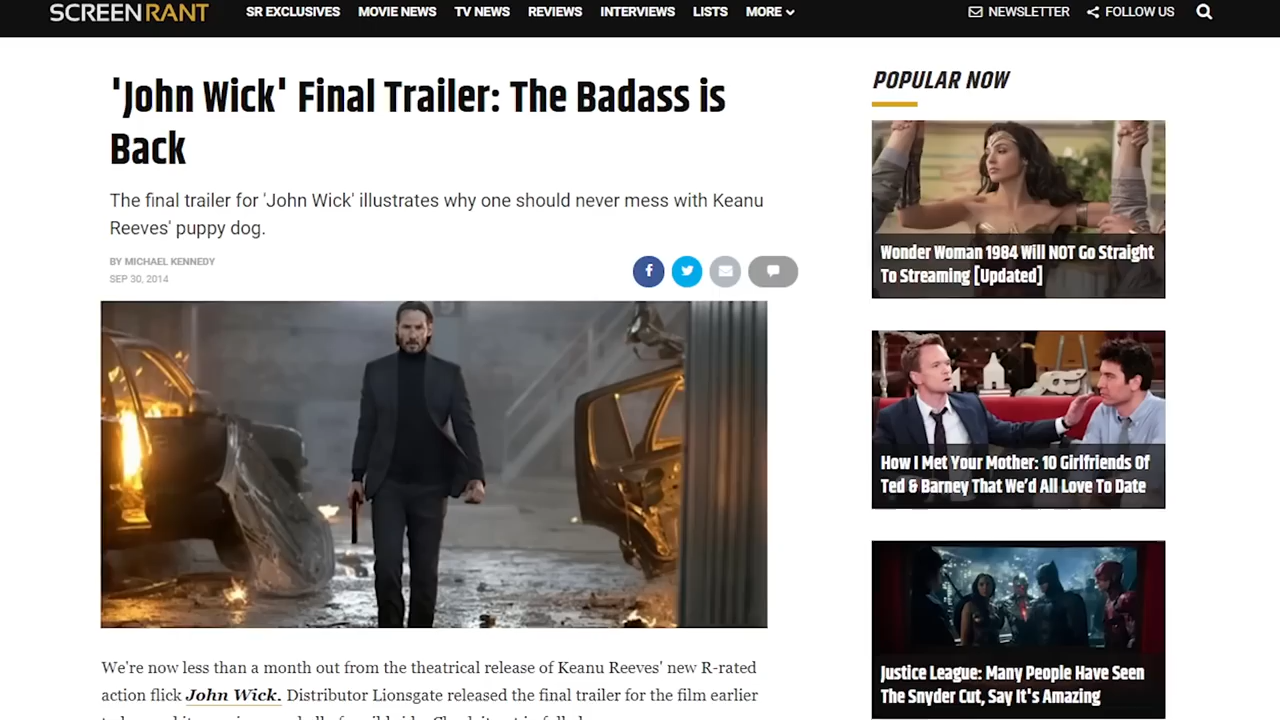 SCREENRANT
SR EXCLUSIVES MOVIE NEWS TV NEWS REVIEWS INTERVIEWS LISTS MORE
NEWSLETTER FOLLOW US
'John Wick' Final Trailer: The Badass is
Back
The final trailer for 'John Wick' illustrates why one should never mess with Keanu
Reeves' puppy dog.
BY MICHAEL KENNEDY
SEP 30, 2014
We're now less than a month out from the theatrical release of Keanu Reeves' new R-rated
action flick John Wick. Distributor Lionsgate released the final trailer for the film earlier
POPULAR NOW
Wonder Woman 1984 Will NOT Go Straight
To Streaming [Updated]
How I Met Your Mother: 10 Girlfriends Of
Ted & Barney That We'd All Love To Date
Justice League: Many People Have Seen
The Snyder Cut, Say It's Amazing